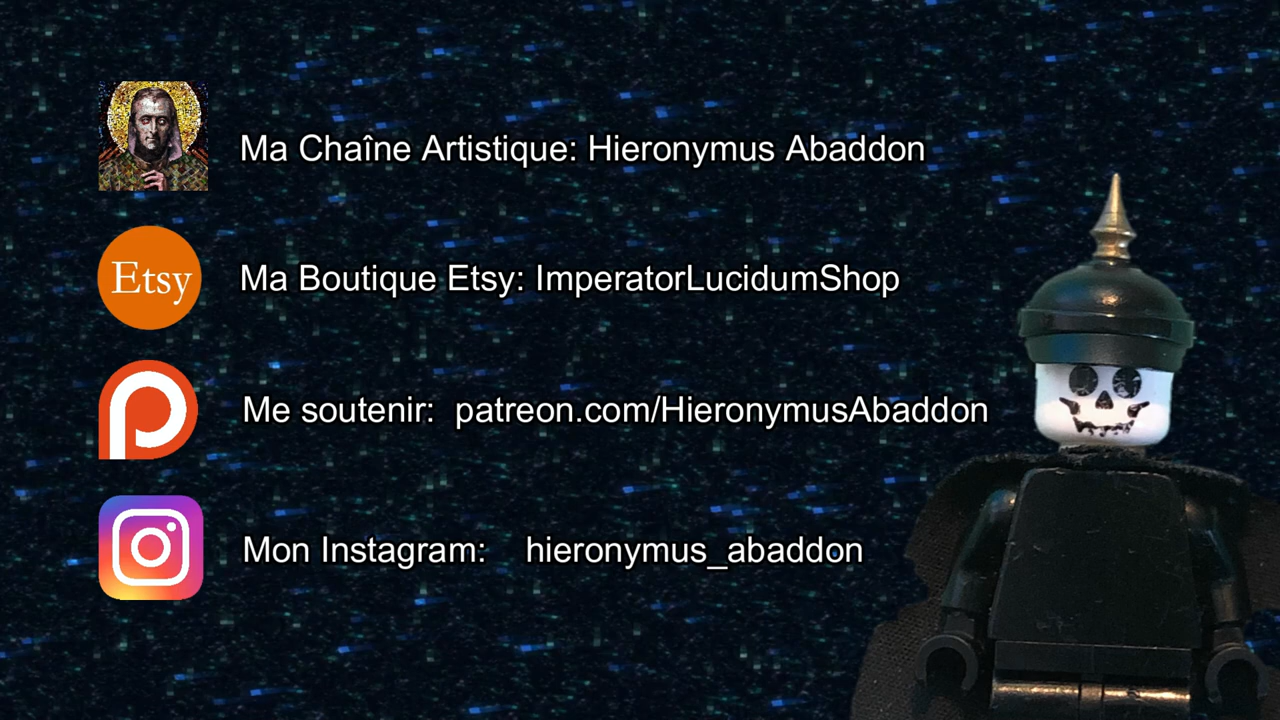 Ma Chaîne Artistique: Hieronymus Abaddon
Etsy
Ma Boutique Etsy: ImperatorLucidumShop
Me soutenir: patreon.com/HieronymusAbaddon
Mon Instagram: hieronymus_abaddon